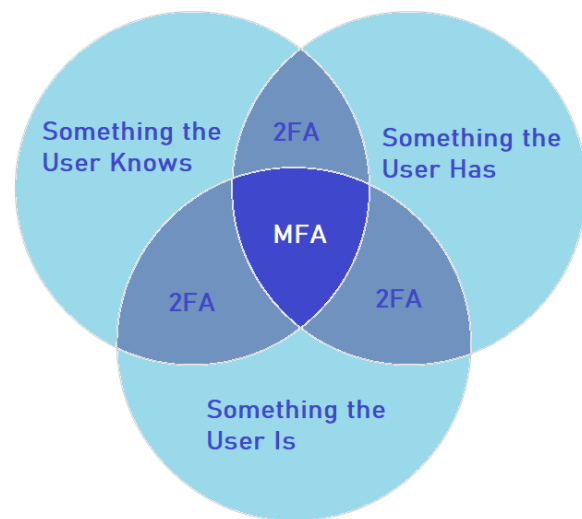 2FA
Something the
User Knows
Something the
User Has
MFA
2FA
2FA
Something the
User Is